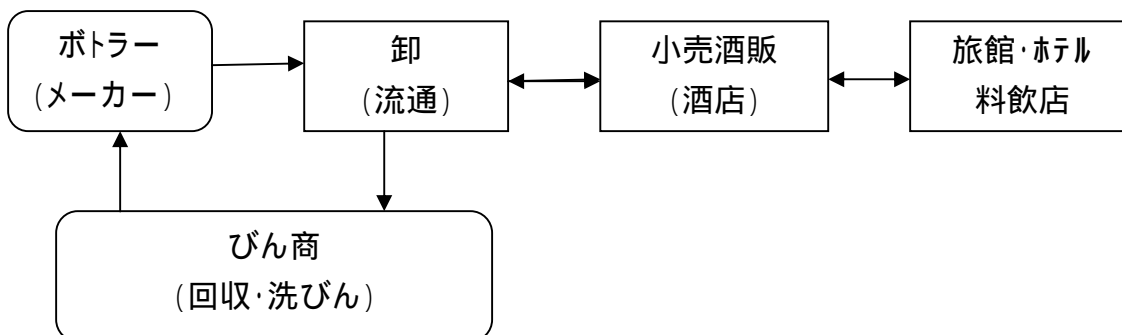 ボトラー
(メーカー)
卸
(流通)
小売酒販
(酒店)
旅館・ホテル
料飲店
びん商
(回収・洗びん)